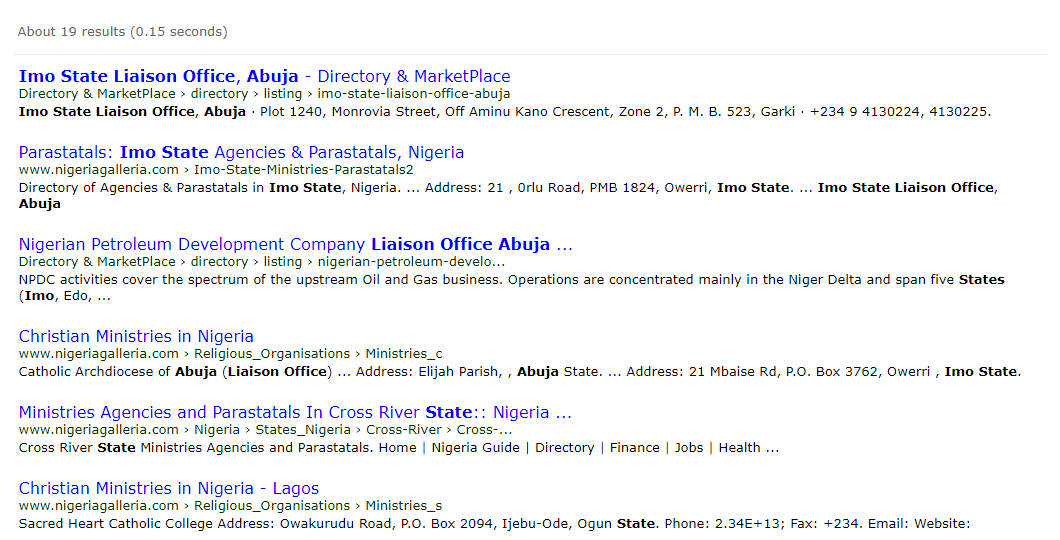 About 19 results (0.15 seconds)
Imo State Liaison Office, Abuja - Directory & MarketPlace
Directory & MarketPlace › directory › listing › imo-state-liaison-office-abuja
Imo State Liaison Office, Abuja · Plot 1240, Monrovia Street, Off Aminu Kano Crescent, Zone 2, P. M. B. 523, Garki · +234 9 4130224, 4130225.
Parastatals: Imo State Agencies & Parastatals, Nigeria
www.nigeriagalleria.com › Imo-State-Ministries-Parastatals2
Directory of Agencies & Parastatals in Imo State, Nigeria. ... Address: 21 , 0rlu Road, PMB 1824, Owerri, Imo State. ... Imo State Liaison Office,
Abuja
Nigerian Petroleum Development Company Liaison Office Abuja ...
Directory & MarketPlace › directory › listing › nigerian-petroleum-develo...
NPDC activities cover the spectrum of the upstream Oil and Gas business. Operations are concentrated mainly in the Niger Delta and span five States
(Imo, Edo, ...
Christian Ministries in Nigeria
www.nigeriagalleria.com › Religious_Organisations › Ministries_c
Catholic Archdiocese of Abuja (Liaison Office) ... Address: Elijah Parish, , Abuja State. ... Address: 21 Mbaise Rd, P.O. Box 3762, Owerri , Imo State.
Ministries Agencies and Parastatals In Cross River State:: Nigeria ...
www.nigeriagalleria.com › Nigeria › States_Nigeria › Cross-River › Cross-...
Cross River State Ministries Agencies and Parastatals. Home | Nigeria Guide | Directory | Finance | Jobs | Health ...
Christian Ministries in Nigeria - Lagos
www.nigeriagalleria.com › Religious_Organisations › Ministries_s
Sacred Heart Catholic College Address: Owakurudu Road, P.O. Box 2094, Ijebu-Ode, Ogun State. Phone: 2.34E+13; Fax: +234. Email: Website: